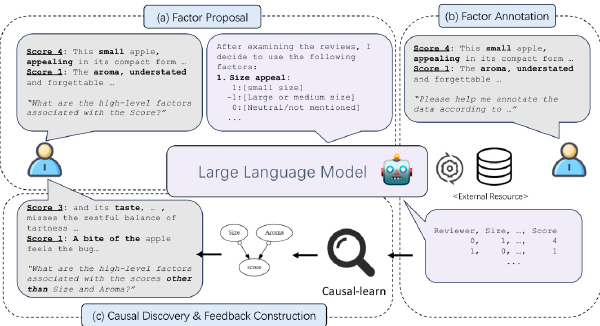 (a) Factor Proposal
Score 4: This small apple,
appealing in its compact form …
Score 1: The aroma, understated
and forgettable …
"What are the high-level factors
associated with the Score?"
After examining the reviews, I
decide to use the following
factors:
1. Size appeal:
1:[small size]
-1:[Large or medium size]
0:[Neutral/not mentioned]
...
(b) Factor Annotation
Score 4: This small apple,
appealing in its compact form …
Score 1: The aroma, understated
and forgettable …
"Please help me annotate the
data according to …"
Large Language Model
<External Resource>
Score 3: and its taste, … ,
misses the zestful balance of
tartness …
Score 1: A bite of the apple
feels the bug…
"What are the high-level factors
associated with the scores other
than Size and Aroma?"
Size
Aroma
score
Causal-learn
Reviewer, Size, …, Score
0, 1, …, 4
1, 0, …, 1
...
(c) Causal Discovery & Feedback Construction